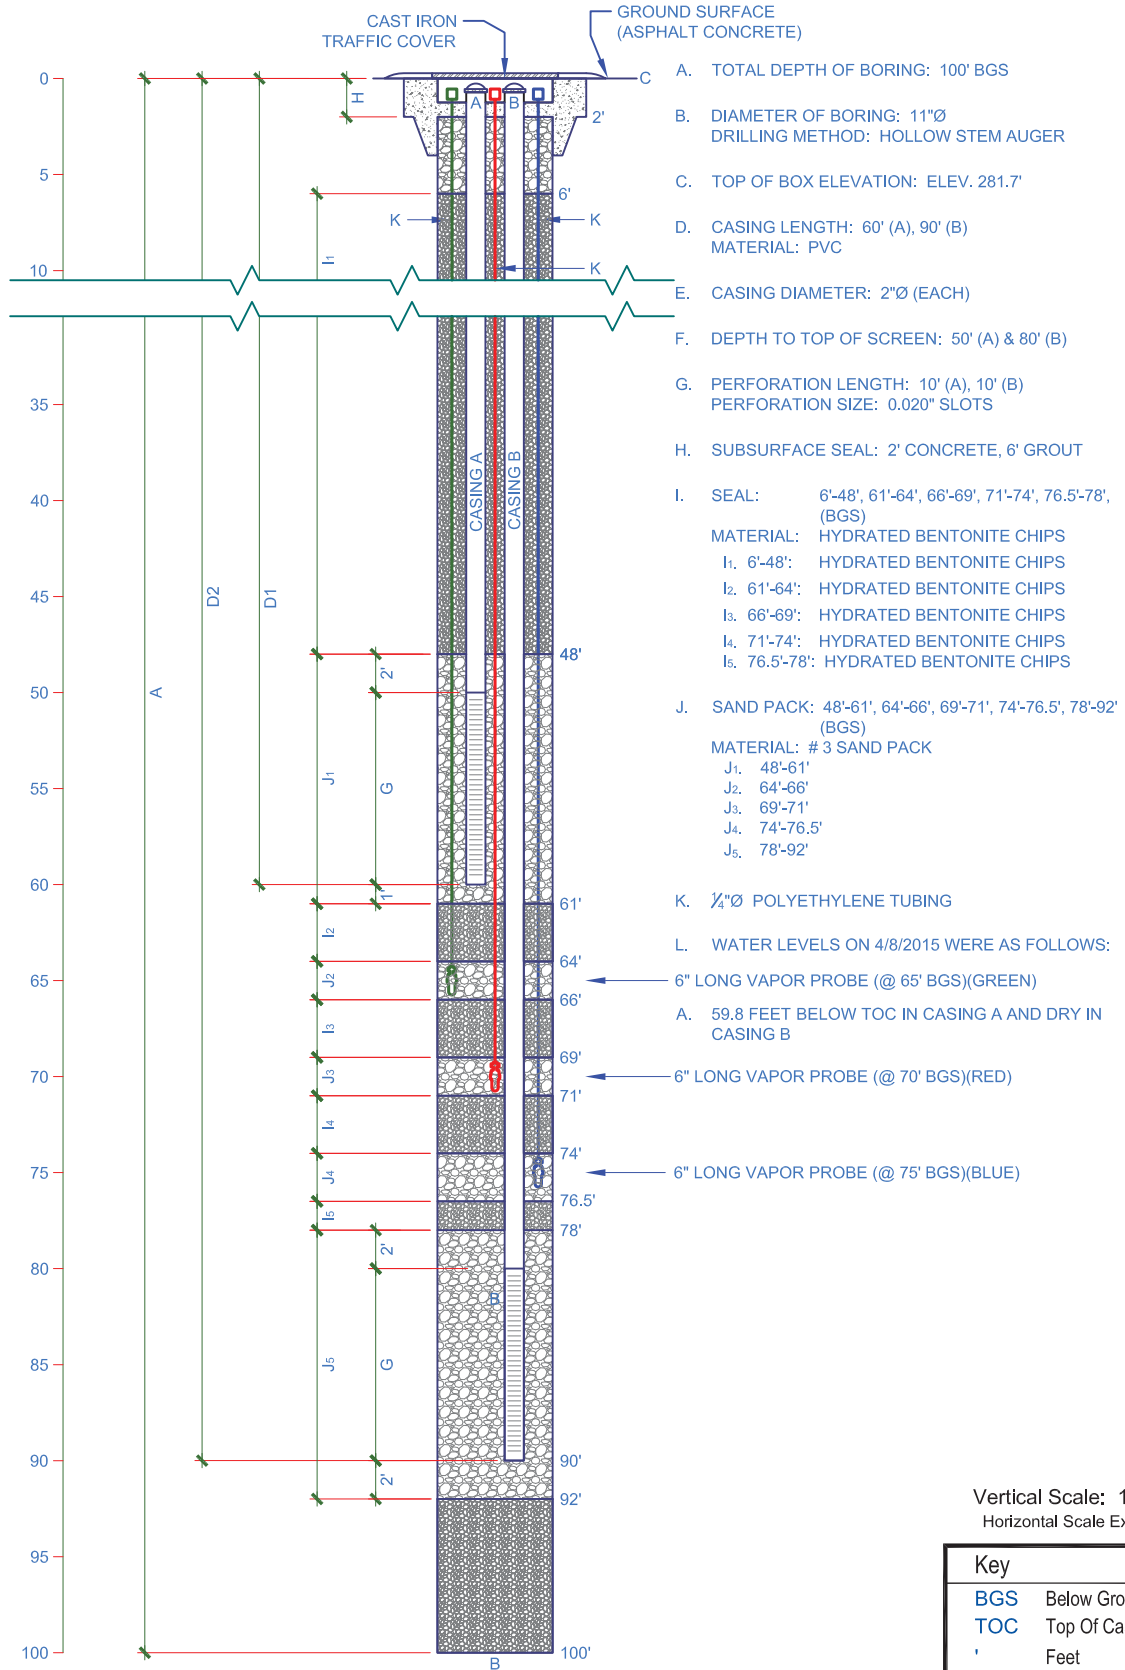 CAST IRON
TRAFFIC COVER
GROUND SURFACE
(ASPHALT CONCRETE)
0
5
10
35
40
45
50
55
60
65
70
75
80
85
90
95
100
A
D2
D1
H
I1
2'
J1
G
1'
I2
J2
I3
J3
I4
J4
I5
2'
J5
G
2'
A
B
C
2'
6'
K
K
K
CASING A
CASING B
48'
61'
64'
66'
69'
71'
74'
76.5'
78'
B
90'
92'
100'
B
A. TOTAL DEPTH OF BORING: 100' BGS
B. DIAMETER OF BORING: 11"Ø
DRILLING METHOD: HOLLOW STEM AUGER
C. TOP OF BOX ELEVATION: ELEV. 281.7'
D. CASING LENGTH: 60' (A), 90' (B)
MATERIAL: PVC
E. CASING DIAMETER: 2"Ø (EACH)
F. DEPTH TO TOP OF SCREEN: 50' (A) & 80' (B)
G. PERFORATION LENGTH: 10' (A), 10' (B)
PERFORATION SIZE: 0.020" SLOTS
H. SUBSURFACE SEAL: 2' CONCRETE, 6' GROUT
I. SEAL: 6'-48', 61'-64', 66'-69', 71'-74', 76.5'-78',
(BGS)
MATERIAL: HYDRATED BENTONITE CHIPS
I1. 6'-48': HYDRATED BENTONITE CHIPS
I2. 61'-64': HYDRATED BENTONITE CHIPS
I3. 66'-69': HYDRATED BENTONITE CHIPS
I4. 71'-74': HYDRATED BENTONITE CHIPS
I5. 76.5'-78': HYDRATED BENTONITE CHIPS
J. SAND PACK: 48'-61', 64'-66', 69'-71', 74'-76.5', 78'-92'
(BGS)
MATERIAL: # 3 SAND PACK
J1. 48'-61'
J2. 64'-66'
J3. 69'-71'
J4. 74'-76.5'
J5. 78'-92'
K. ¼"Ø POLYETHYLENE TUBING
L. WATER LEVELS ON 4/8/2015 WERE AS FOLLOWS:
6" LONG VAPOR PROBE (@ 65' BGS)(GREEN)
A. 59.8 FEET BELOW TOC IN CASING A AND DRY IN
CASING B
6" LONG VAPOR PROBE (@ 70' BGS)(RED)
6" LONG VAPOR PROBE (@ 75' BGS)(BLUE)
Vertical Scale: 1
Horizontal Scale Ex
Key
BGS Below Gro
TOC Top Of Ca
' Feet